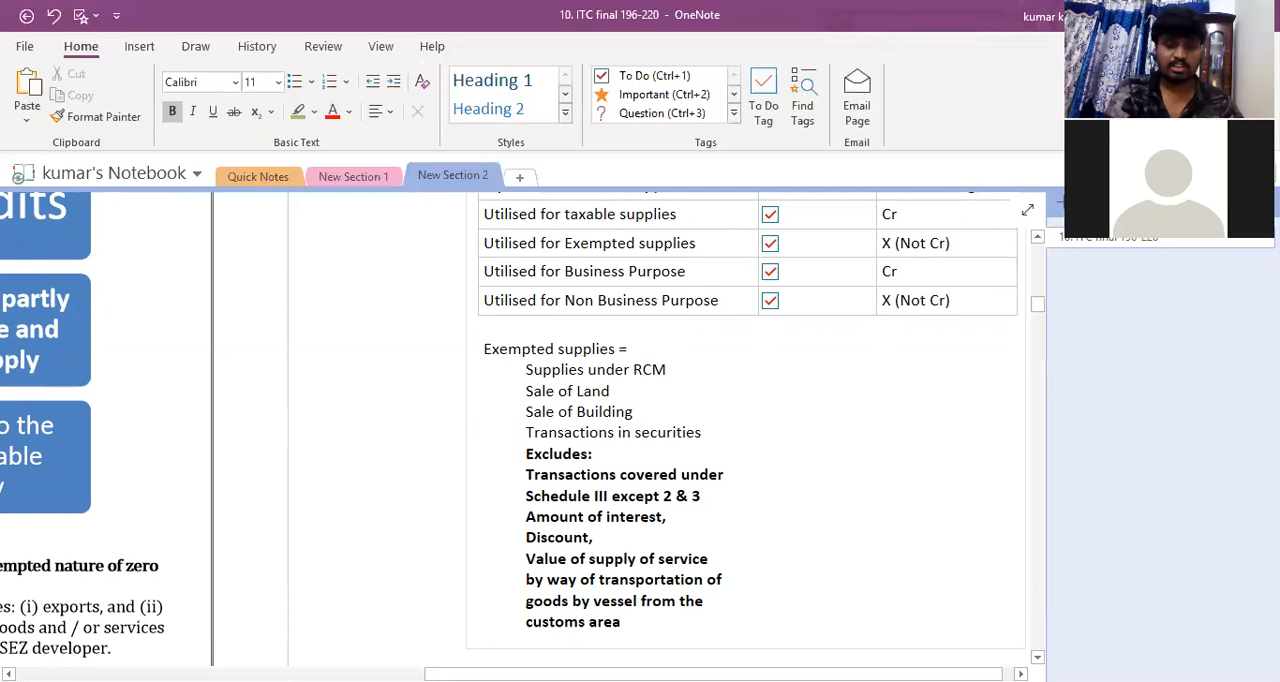 10. ITC final 196-220 - OneNote
kumar k
File Home Insert Draw History Review View Help
Paste
Cut
Copy
Format Painter
Clipboard
Calibri 11
B I U ab x₂ A
Basic Text
Heading 1
Heading 2
Styles
To Do (Ctrl+1)
Important (Ctrl+2)
? Question (Ctrl+3)
To Do
Tag
Find
Tags
Tags
Email
Page
Email
kumar's Notebook
Quick Notes
New Section 1
New Section 2
+
dits
partly
e and
pply
o the
able
y
empted nature of zero
es: (i) exports, and (ii)
oods and / or services
SEZ developer.
Utilised for taxable supplies Cr
Utilised for Exempted supplies X (Not Cr)
Utilised for Business Purpose Cr
Utilised for Non Business Purpose X (Not Cr)
Exempted supplies =
Supplies under RCM
Sale of Land
Sale of Building
Transactions in securities
Excludes:
Transactions covered under
Schedule III except 2 & 3
Amount of interest,
Discount,
Value of supply of service
by way of transportation of
goods by vessel from the
customs area